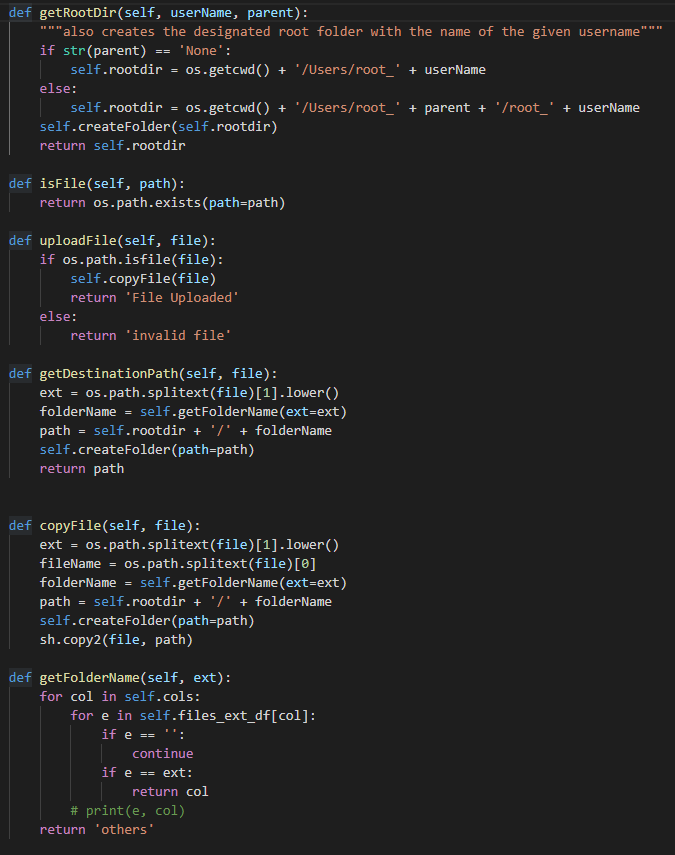 def getRootDir(self, userName, parent):
    """also creates the designated root folder with the name of the given username"""
    if str(parent) == 'None':
        self.rootdir = os.getcwd() + '/Users/root_' + userName
    else:
        self.rootdir = os.getcwd() + '/Users/root_' + parent + '/root_' + userName
    self.createFolder(self.rootdir)
    return self.rootdir

def isFile(self, path):
    return os.path.exists(path=path)

def uploadFile(self, file):
    if os.path.isfile(file):
        self.copyFile(file)
        return 'File Uploaded'
    else:
        return 'invalid file'

def getDestinationPath(self, file):
    ext = os.path.splitext(file)[1].lower()
    folderName = self.getFolderName(ext=ext)
    path = self.rootdir + '/' + folderName
    self.createFolder(path=path)
    return path


def copyFile(self, file):
    ext = os.path.splitext(file)[1].lower()
    fileName = os.path.splitext(file)[0]
    folderName = self.getFolderName(ext=ext)
    path = self.rootdir + '/' + folderName
    self.createFolder(path=path)
    sh.copy2(file, path)

def getFolderName(self, ext):
    for col in self.cols:
        for e in self.files_ext_df[col]:
            if e == '':
                continue
            if e == ext:
                return col
        # print(e, col)
    return 'others'